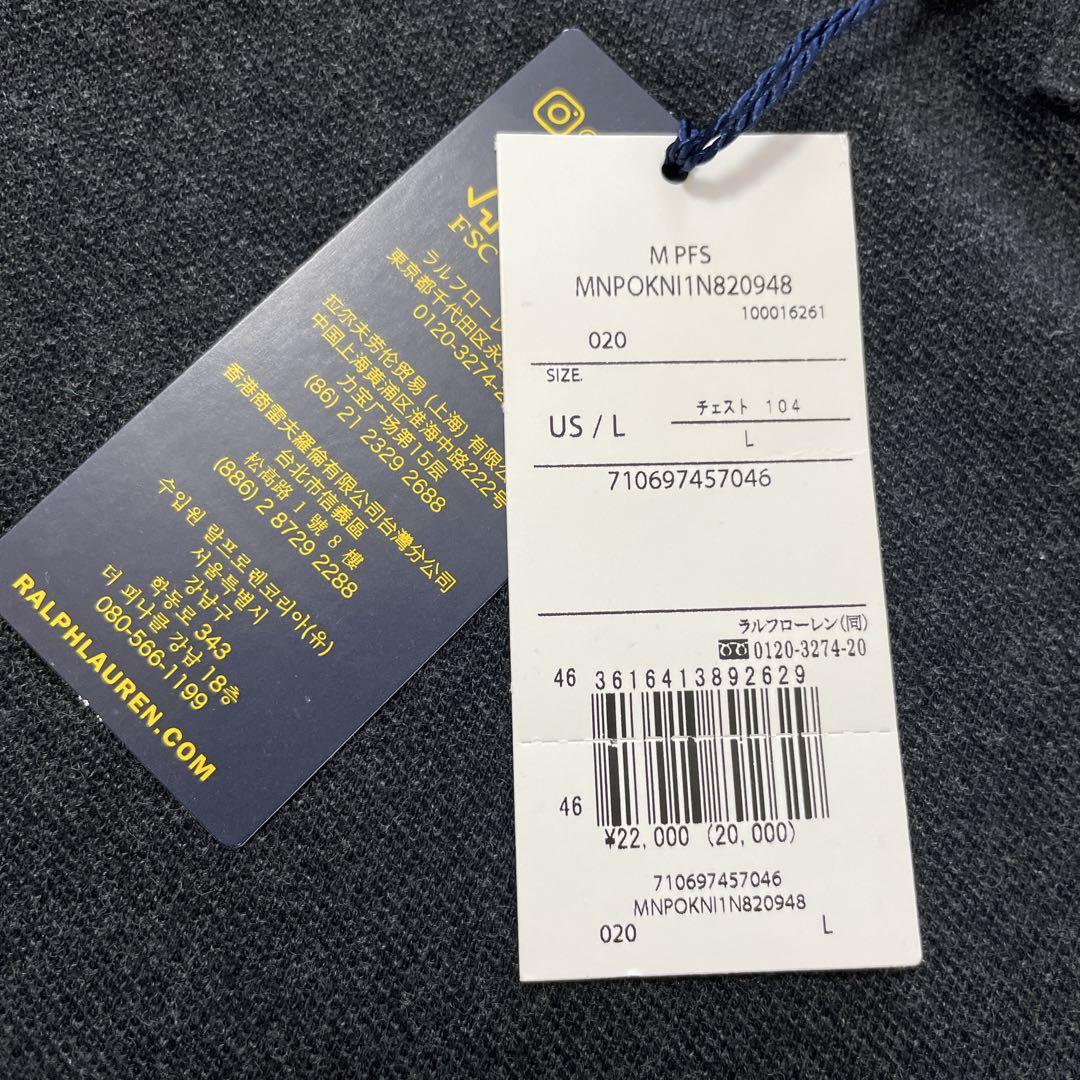 FSC
ラルフローレ
東京都千代田区永
0120-3274-2
拉尔夫劳伦贸易 (上海) 有限公
中国上海黄浦区淮海中路222号
力宝广场第15层
(86) 21 2329 2688
香港商雷夫羅倫有限公司台灣分公司
台北市信義區
松高路 1 號 8 樓
(886) 2 8729 2288
수입원 랄프로렌코리아(유)
서울특별시
강남구
학동로 343
더 피나클 강남 18층
080-566-1199
RALPHLAUREN.COM
M PFS
MNPOKNI1N820948
100016261
020
SIZE.
US / L
チェスト 104
L
710697457046
ラルフローレン(同)
0120-3274-20
46 3616413892629
46
¥22,000 (20,000)
710697457046
MNPOKNI1N820948
020 L